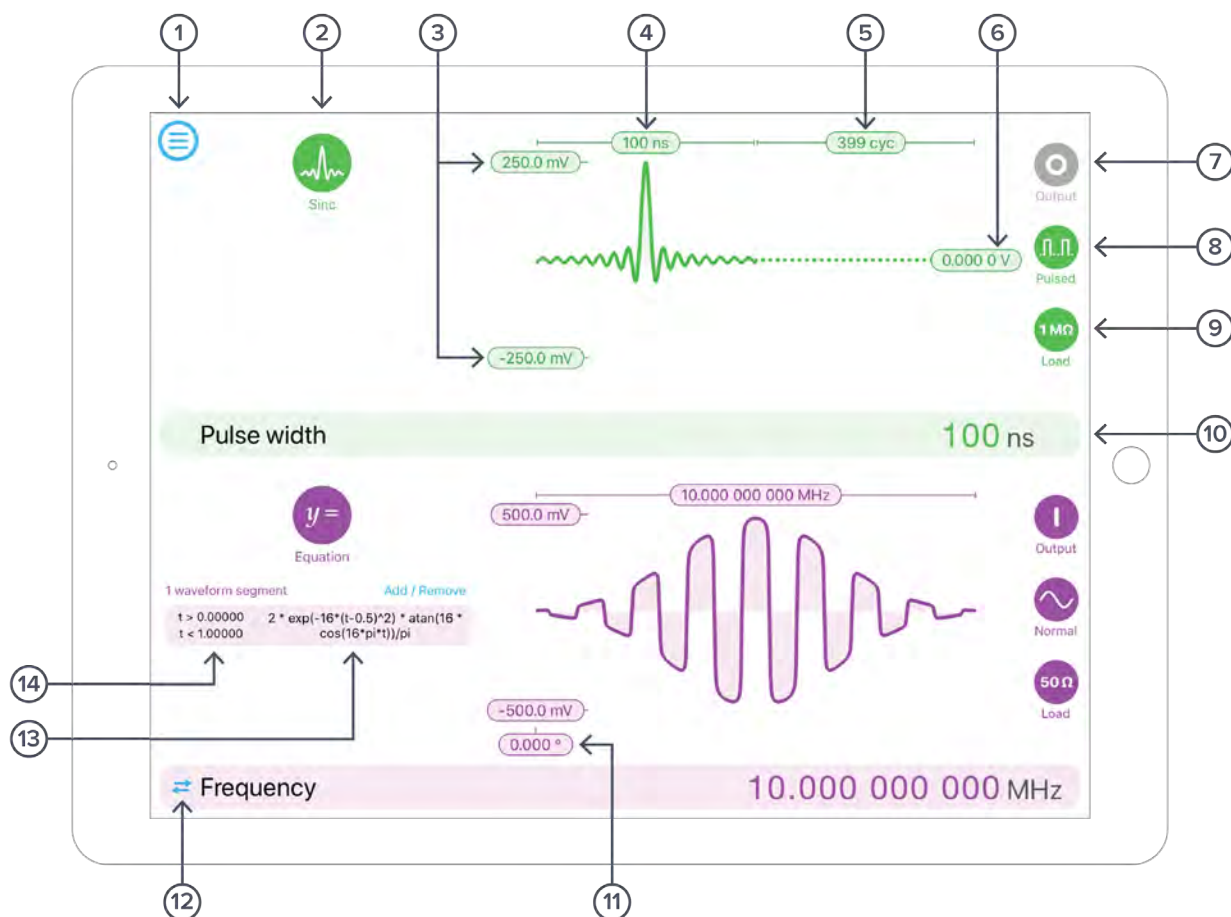 1
2
3
4
5
6
100 ns
399 cyc
250.0 mV
Sinc
Output
7
0.000 0 V
Pulsed
8
1 MΩ
Load
9
-250.0 mV
Pulse width
100 ns
10
10.000 000 000 MHz
500.0 mV
y =
Equation
Output
1 waveform segment
Add / Remove
t > 0.00000
t < 1.00000
2 * exp(-16*(t-0.5)^2) * atan(16 *
cos(16*pi*t))/pi
Normal
14
50 Ω
Load
-500.0 mV
13
0.000 °
Frequency
10.000 000 000 MHz
12
11